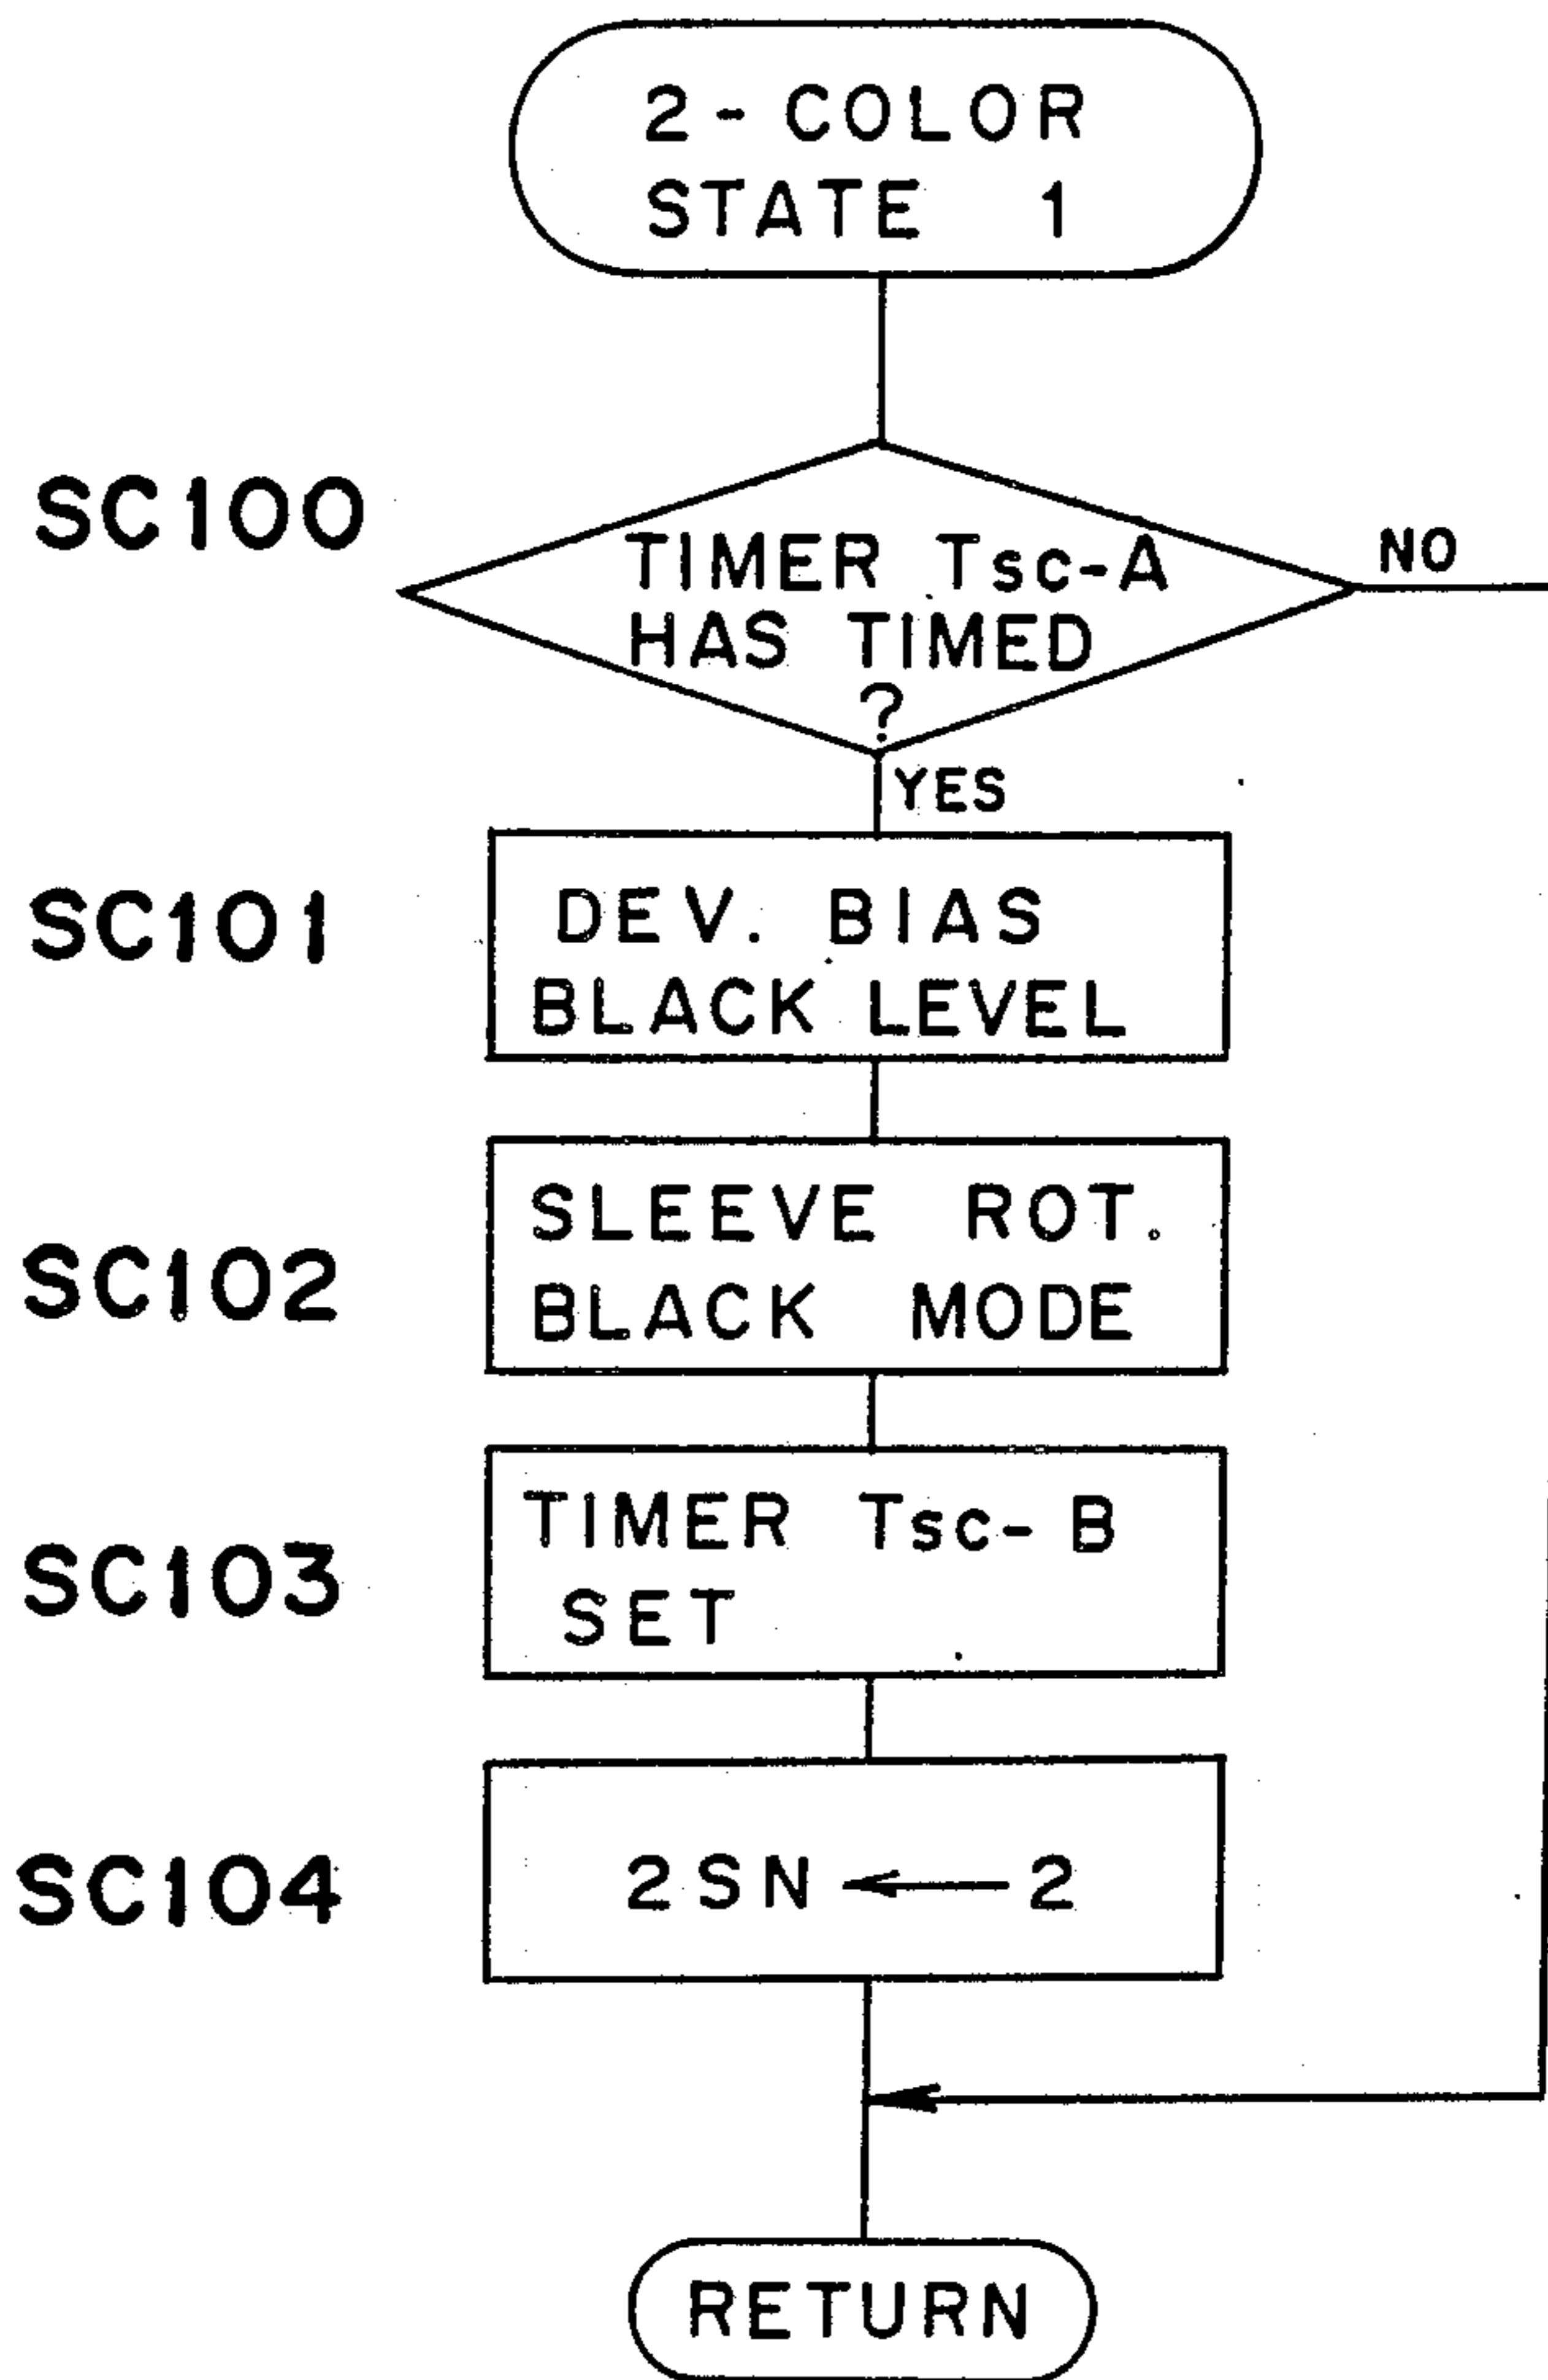 2-COLOR
STATE 1
SC100
TIMER Tsc-A
HAS TIMED
?
NO
YES
SC101
DEV. BIAS
BLACK LEVEL
SC102
SLEEVE ROT.
BLACK MODE
SC103
TIMER Tsc-B
SET
SC104
2SN ← 2
RETURN